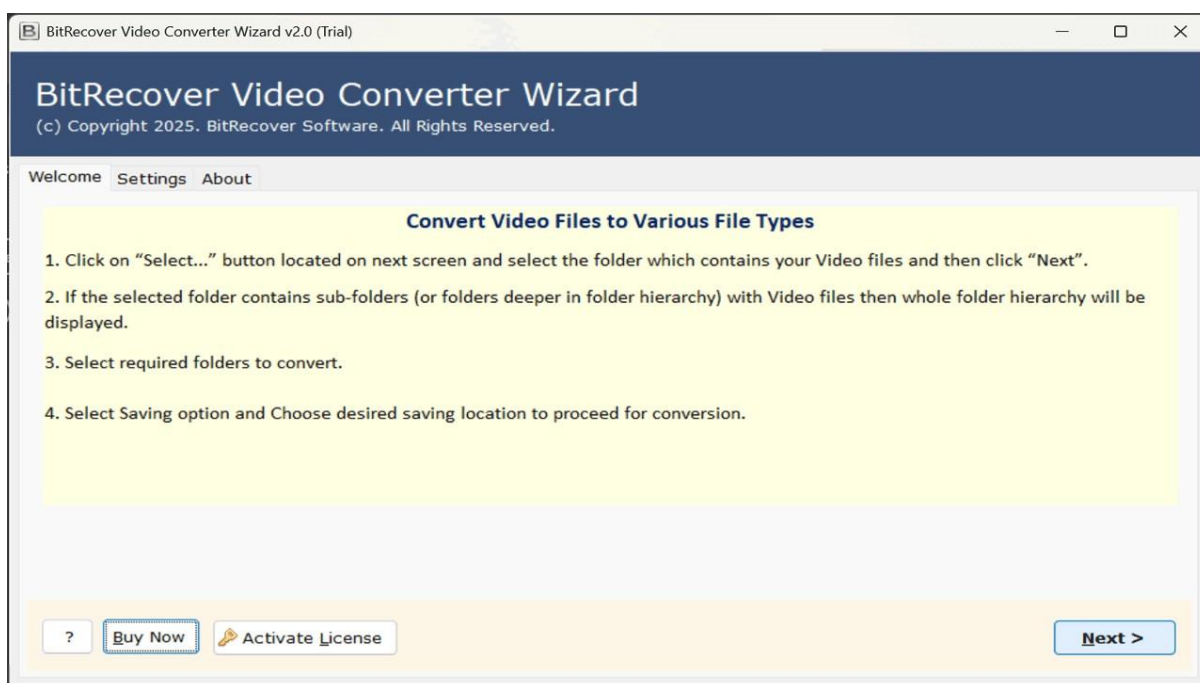 BitRecover Video Converter Wizard v2.0 (Trial)
BitRecover Video Converter Wizard
(c) Copyright 2025. BitRecover Software. All Rights Reserved.
Welcome Settings About
Convert Video Files to Various File Types
1. Click on “Select...” button located on next screen and select the folder which contains your Video files and then click “Next”.
2. If the selected folder contains sub-folders (or folders deeper in folder hierarchy) with Video files then whole folder hierarchy will be
displayed.
3. Select required folders to convert.
4. Select Saving option and Choose desired saving location to proceed for conversion.
? Buy Now Activate License Next >